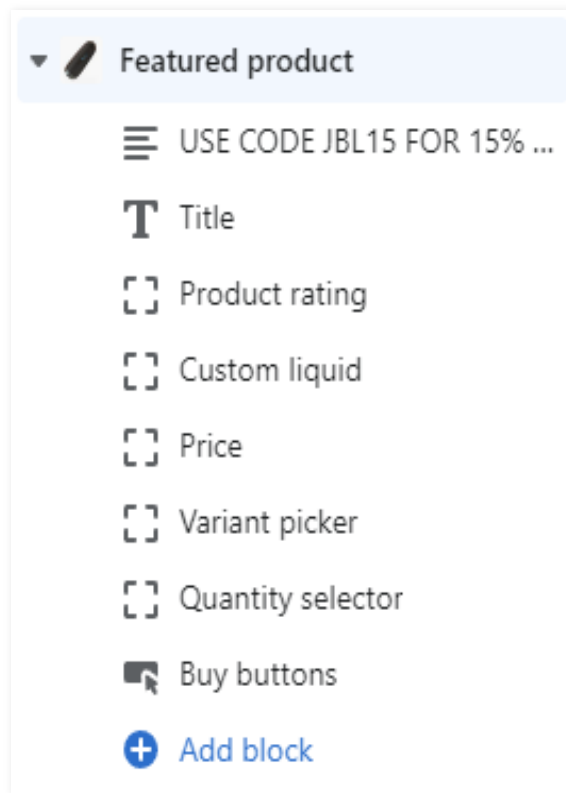 Featured product
USE CODE JBL15 FOR 15% ...
Title
Product rating
Custom liquid
Price
Variant picker
Quantity selector
Buy buttons
Add block